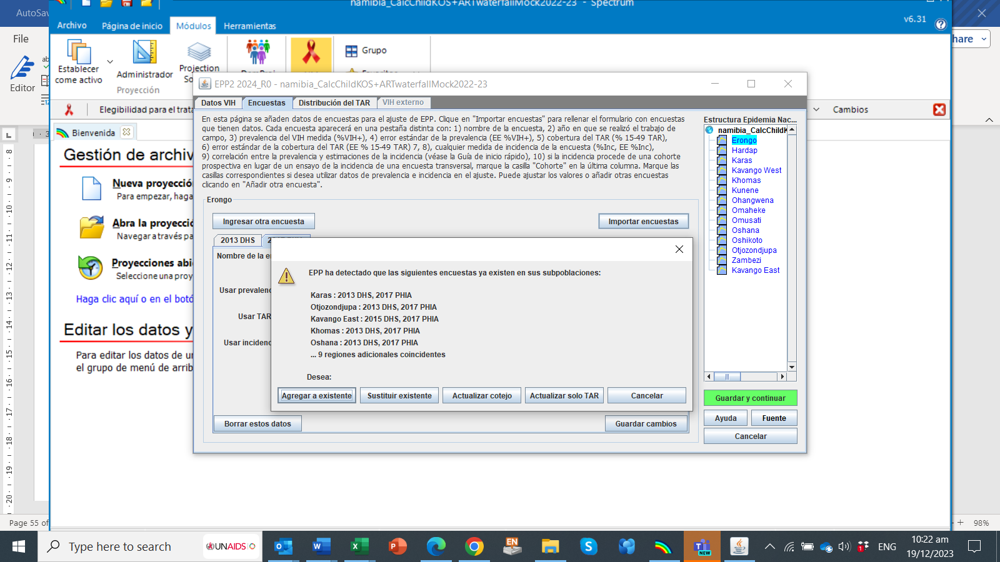 AutoSav
namibia_CalcChildKOS+ARTwaterfallMock2022-23 - Spectrum
v6.31
Archivo
Página de inicio
Módulos
Herramientas
File
hare
Establecer
come activo
Administrador
Projection
Proyección
Grupo
Editor
EPP2 2024_R0 - namibia_CalcChildKOS+ARTwaterfallMock2022-23
Datos VIH
Encuestas
Distribución del TAR
VIH externo
Elegibilidad para el trata
Cambios
Bienvenida
En esta página se añaden datos de encuestas para el ajuste de EPP. Clique en "Importar encuestas" para rellenar el formulario con encuestas
que tienen datos. Cada encuesta aparecerá en una pestaña distinta con: 1) nombre de la encuesta, 2) año en que se realizó el trabajo de
campo, 3) prevalencia del VIH medida (%VIH+), 4) error estándar de la prevalencia (EE %VIH+), 5) cobertura del TAR (% 15-49 TAR),
6) error estándar de la cobertura del TAR (EE % 15-49 TAR) 7, 8), cualquier medida de incidencia de la encuesta (%Inc, EE %Inc),
9) correlación entre la prevalencia y estimaciones de la incidencia (véase la Guía de inicio rápido), 10) si la incidencia procede de una cohorte
prospectiva en lugar de un ensayo de la incidencia de una encuesta transversal, marque la casilla "Cohorte" en la última columna. Marque las
casillas correspondientes si desea utilizar datos de prevalencia e incidencia en el ajuste. Puede ajustar los valores o añadir otras encuestas
clicando en "Añadir otra encuesta".
Erongo
Ingresar otra encuesta
Importar encuestas
2013 DHS
Nombre de la e
Usar prevalenc
Usar TAR
Usar incidenc
EPP ha detectado que las siguientes encuestas ya existen en sus subpoblaciones:
Karas : 2013 DHS, 2017 PHIA
Otjozondjupa : 2013 DHS, 2017 PHIA
Kavango East : 2015 DHS, 2017 PHIA
Khomas : 2013 DHS, 2017 PHIA
Oshana : 2013 DHS, 2017 PHIA
... 9 regiones adicionales coincidentes
Desea:
Agregar a existente
Sustituir existente
Actualizar cotejo
Actualizar solo TAR
Cancelar
Borrar estos datos
Guardar cambios
Estructura Epidemia Nac...
namibia_CalcChildK
Erongo
Hardap
Karas
Kavango West
Khomas
Kunene
Ohangwena
Omaheke
Omusati
Oshana
Oshikoto
Otjozondjupa
Zambezi
Kavango East
Guardar y continuar
Ayuda
Fuente
Cancelar
Gestión de archiv
Nueva proyecció
Para empezar, haga
Abra la proyecció
Navegar a través pa
Proyecciones abi
Seleccione una proy
Haga clic aquí o en el botó
Editar los datos y
Para editar los datos de ur
el grupo de menú de arrib
Page 55 of
98%
Type here to search
UNAIDS
EN
NEW
ENG
10:22 am
19/12/2023